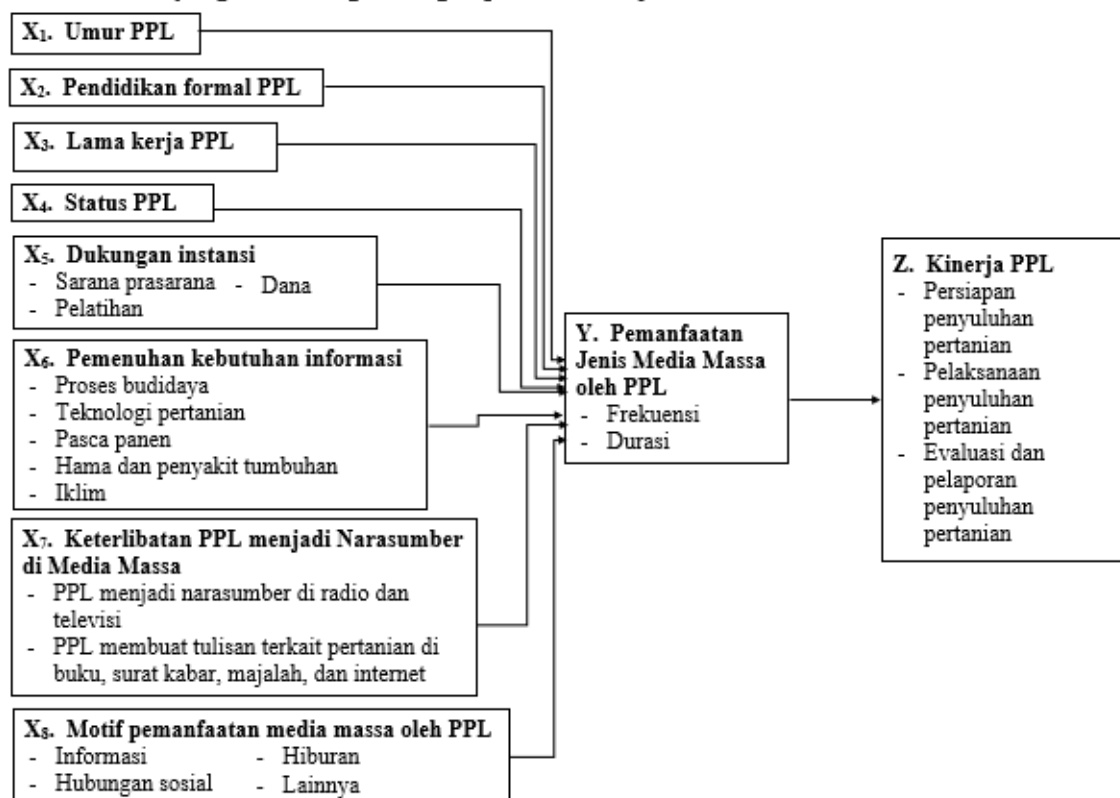 X1. Umur PPL
X2. Pendidikan formal PPL
X3. Lama kerja PPL
X4. Status PPL
X5. Dukungan instansi
- Sarana prasarana - Dana
- Pelatihan
X6. Pemenuhan kebutuhan informasi
- Proses budidaya
- Teknologi pertanian
- Pasca panen
- Hama dan penyakit tumbuhan
- Iklim
X7. Keterlibatan PPL menjadi Narasumber
di Media Massa
- PPL menjadi narasumber di radio dan
televisi
- PPL membuat tulisan terkait pertanian di
buku, surat kabar, majalah, dan internet
X8. Motif pemanfaatan media massa oleh PPL
- Informasi - Hiburan
- Hubungan sosial - Lainnya
Y. Pemanfaatan
Jenis Media Massa
oleh PPL
- Frekuensi
- Durasi
Z. Kinerja PPL
- Persiapan
penyuluhan
pertanian
- Pelaksanaan
penyuluhan
pertanian
- Evaluasi dan
pelaporan
penyuluhan
pertanian